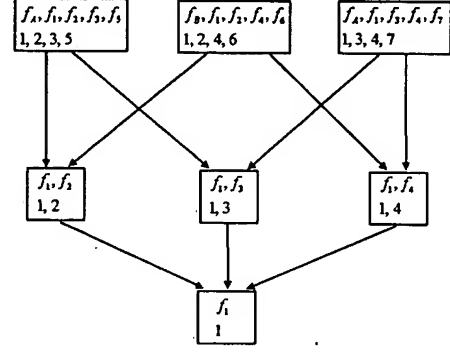 f_A, f_1, f_2, f_3, f_5
1, 2, 3, 5
f_B, f_1, f_2, f_4, f_6
1, 2, 4, 6
f_A, f_1, f_3, f_4, f_7
1, 3, 4, 7
f_1, f_2
1, 2
f_1, f_3
1, 3
f_1, f_4
1, 4
f_1
1